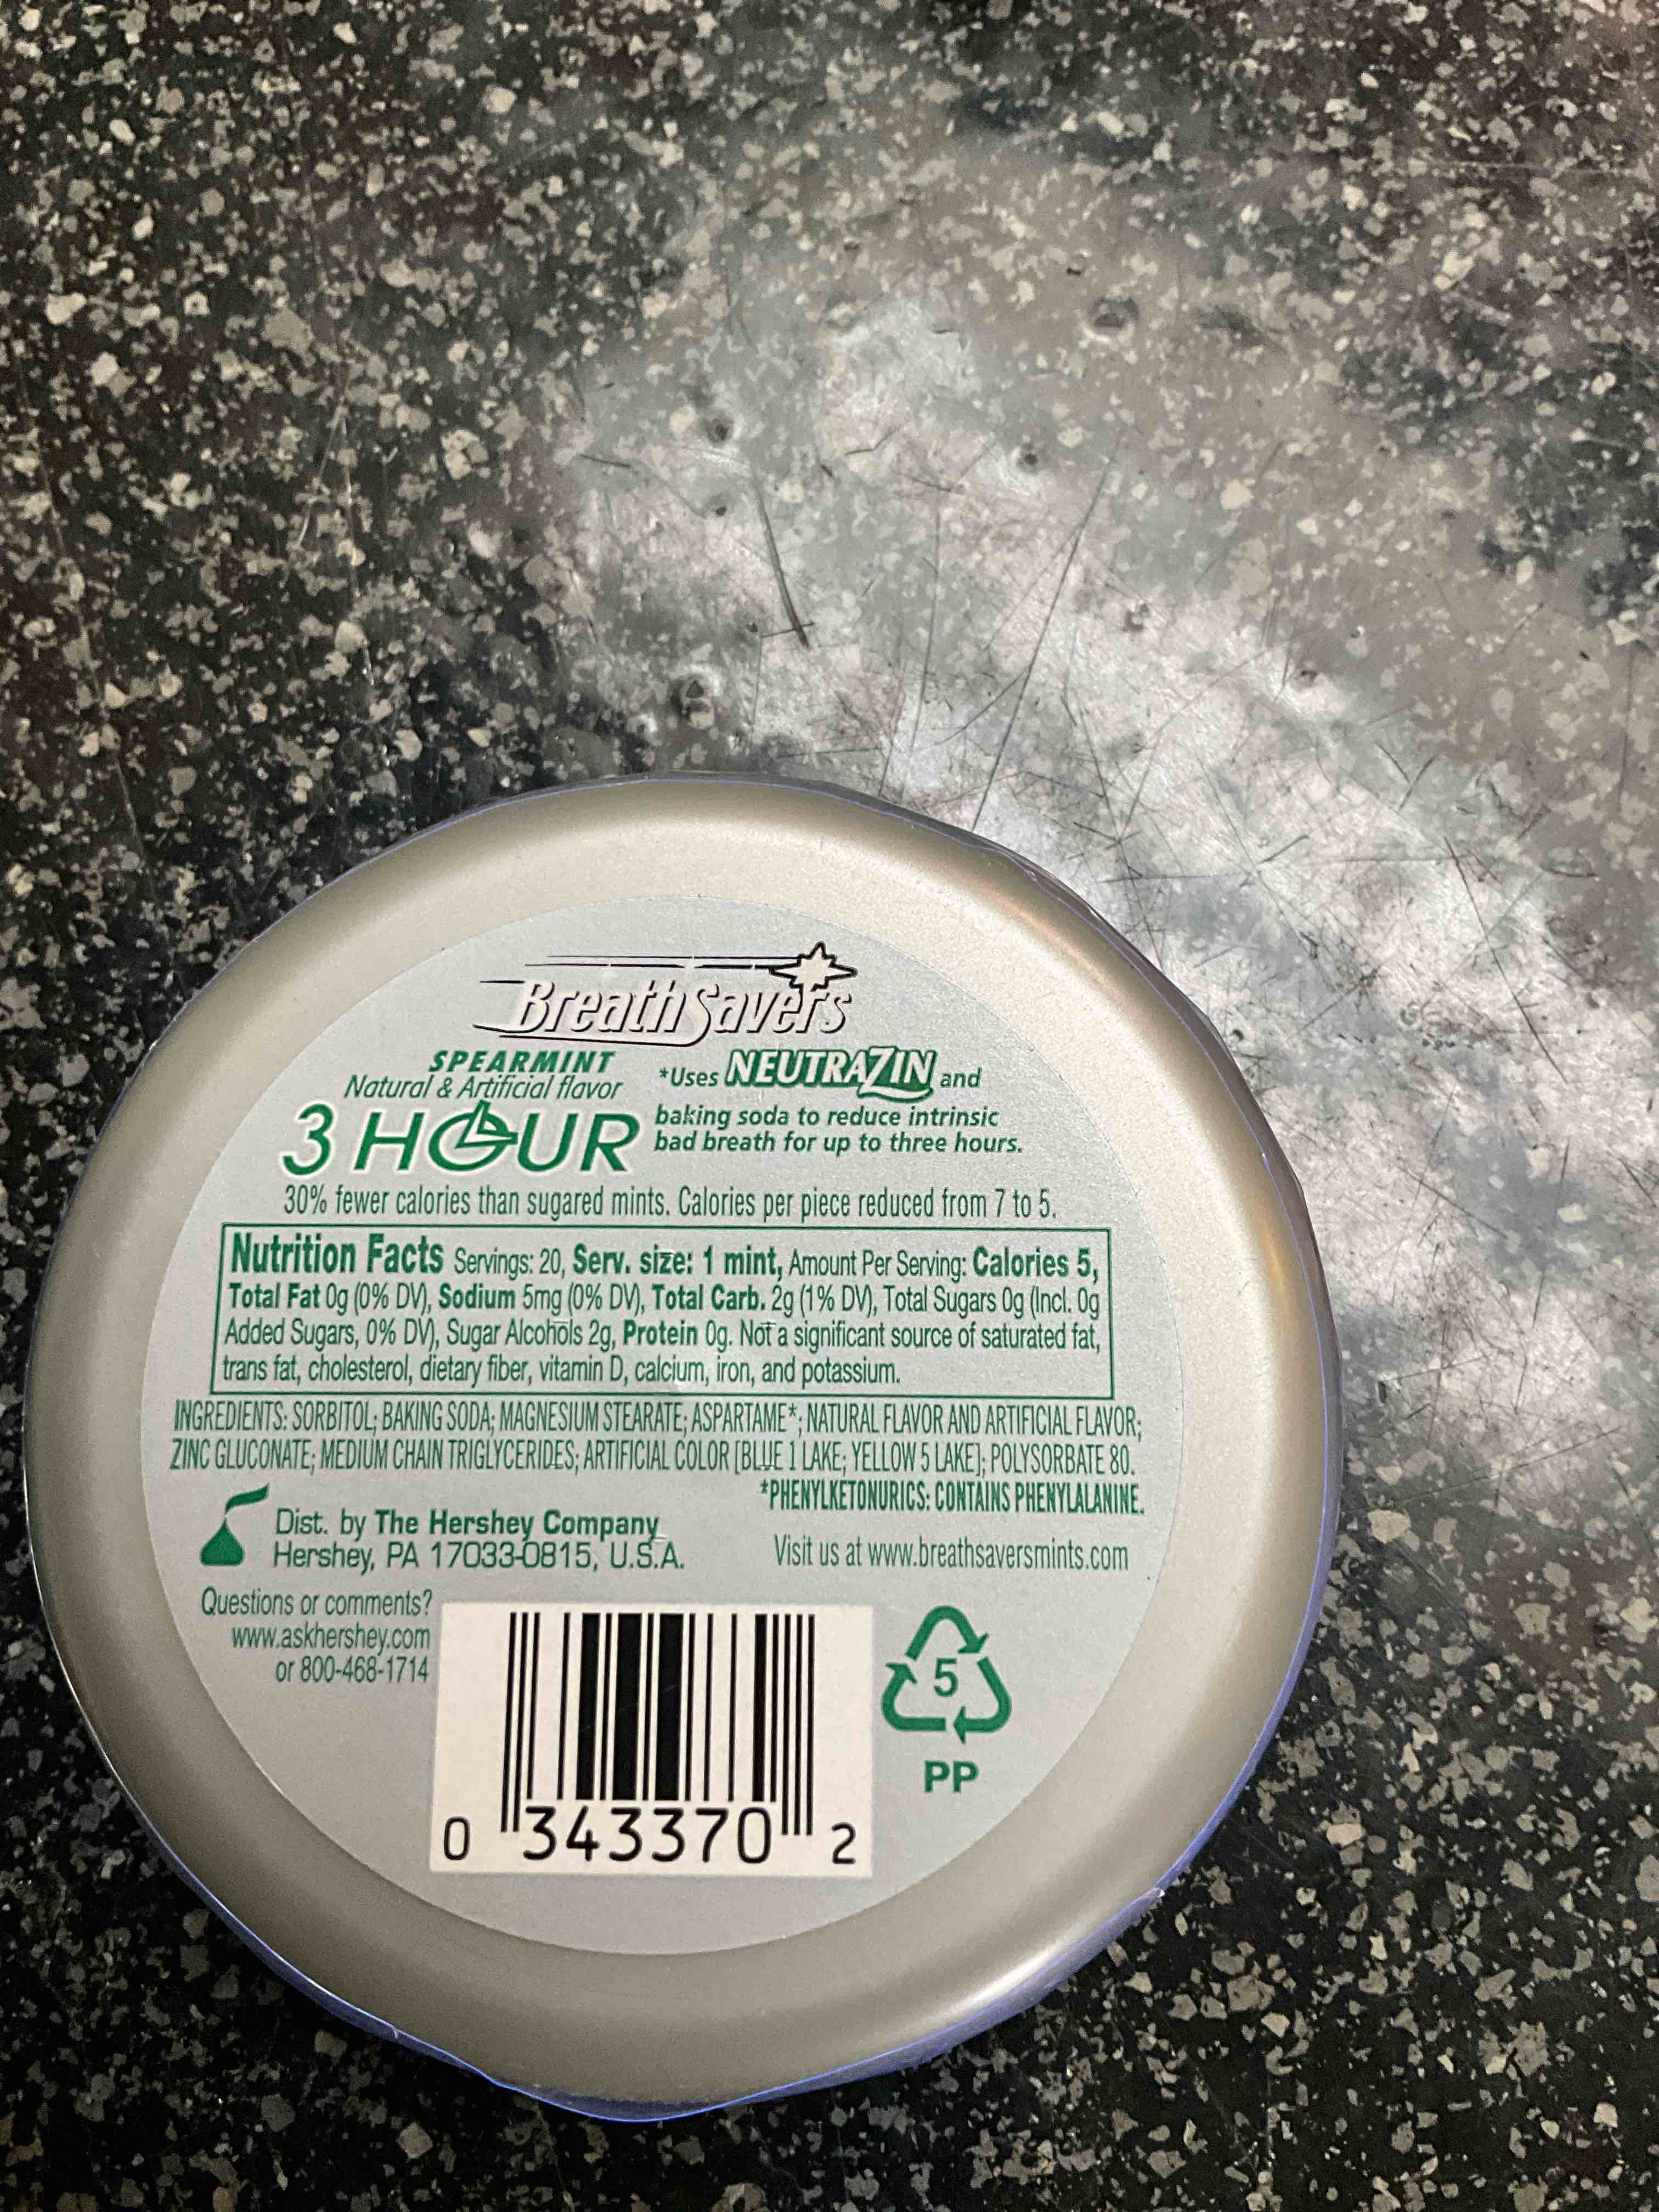 BreathSavers
SPEARMINT
Natural & Artificial flavor
3 HOUR
*Uses NEUTRAZIN and
baking soda to reduce intrinsic
bad breath for up to three hours.
30% fewer calories than sugared mints. Calories per piece reduced from 7 to 5.
Nutrition Facts Servings: 20, Serv. size: 1 mint, Amount Per Serving: Calories 5,
Total Fat 0g (0% DV), Sodium 5mg (0% DV), Total Carb. 2g (1% DV), Total Sugars 0g (Incl. 0g
Added Sugars, 0% DV), Sugar Alcohols 2g, Protein 0g. Not a significant source of saturated fat,
trans fat, cholesterol, dietary fiber, vitamin D, calcium, iron, and potassium.
INGREDIENTS: SORBITOL; BAKING SODA; MAGNESIUM STEARATE; ASPARTAME*; NATURAL FLAVOR AND ARTIFICIAL FLAVOR;
ZINC GLUCONATE; MEDIUM CHAIN TRIGLYCERIDES; ARTIFICIAL COLOR [BLUE 1 LAKE; YELLOW 5 LAKE]; POLYSORBATE 80.
*PHENYLKETONURICS: CONTAINS PHENYLALANINE.
Dist. by The Hershey Company
Hershey, PA 17033-0815, U.S.A.
Visit us at www.breathsaversmints.com
Questions or comments?
www.askhershey.com
or 800-468-1714
0 343370 2
5
PP